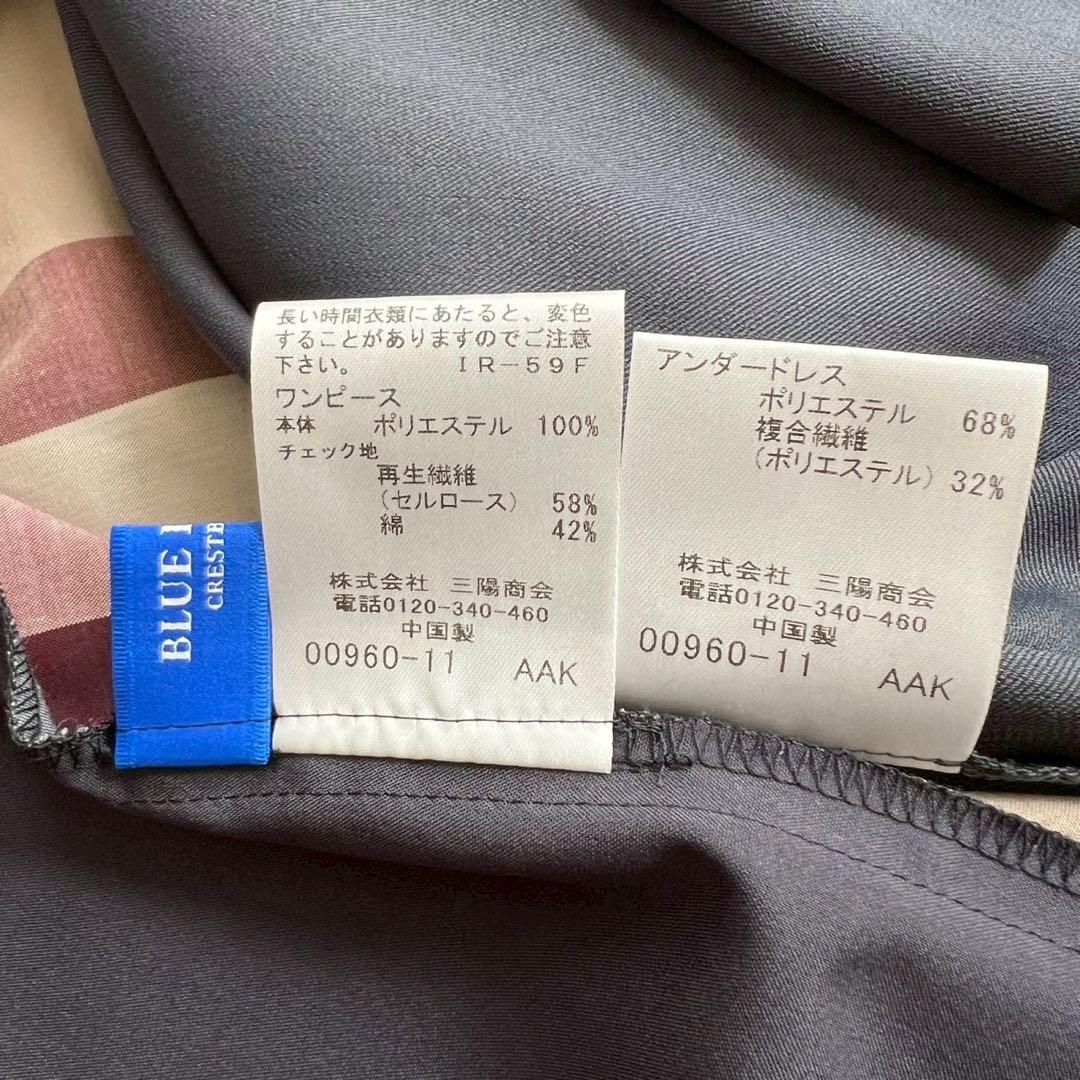 BLUE
CREST
長い時間衣類にあたると、変色
することがありますのでご注意
下さい。 IR-59F
ワンピース
本体 ポリエステル 100%
チェック地
再生繊維
(セルロース) 58%
綿 42%
株式会社 三陽商会
電話0120-340-460
中国製
00960-11 AAK
アンダードレス
ポリエステル 68%
複合繊維
(ポリエステル) 32%
株式会社 三陽商会
電話0120-340-460
中国製
00960-11 AAK